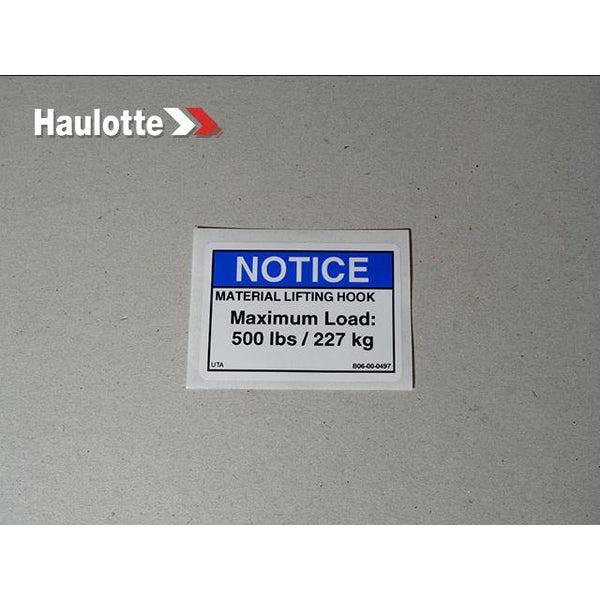 Haulotte
NOTICE
MATERIAL LIFTING HOOK
Maximum Load:
500 lbs / 227 kg
UTA B06-00-0497